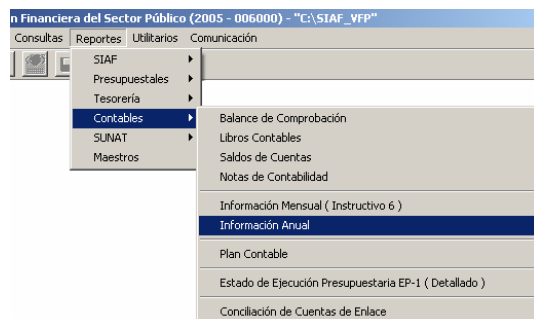 n Financiera del Sector Público (2005 - 006000) - "C:\SIAF_VFP"
Consultas Reportes Utilitarios Comunicación
SIAF
Presupuestales
Tesorería
Contables
SUNAT
Maestros
Balance de Comprobación
Libros Contables
Saldos de Cuentas
Notas de Contabilidad
Información Mensual ( Instructivo 6 )
Información Anual
Plan Contable
Estado de Ejecución Presupuestaria EP-1 ( Detallado )
Conciliación de Cuentas de Enlace